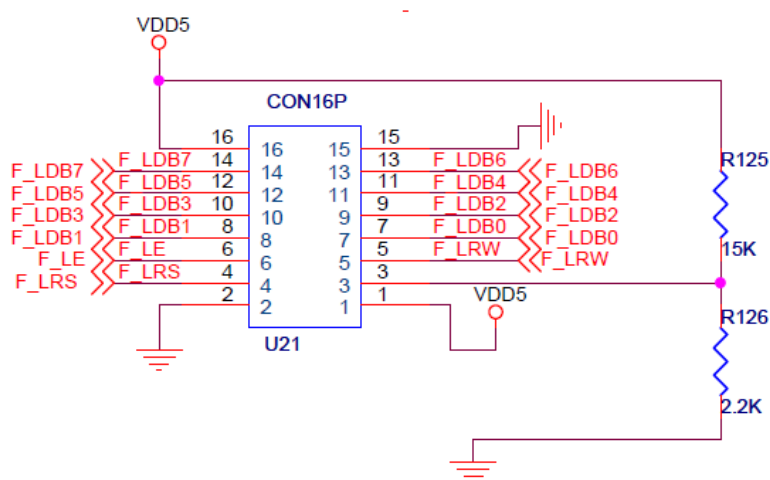 VDD5
CON16P
16 16 15 15
F_LDB7 F_LDB7 14 14 13 13 F_LDB6 F_LDB6
F_LDB5 F_LDB5 12 12 11 11 F_LDB4 F_LDB4
F_LDB3 F_LDB3 10 10 9 9 F_LDB2 F_LDB2
F_LDB1 F_LDB1 8 8 7 7 F_LDB0 F_LDB0
F_LE F_LE 6 6 5 5 F_LRW F_LRW
F_LRS F_LRS 4 4 3 3
2 2 1 1
VDD5
U21
R125
15K
R126
2.2K